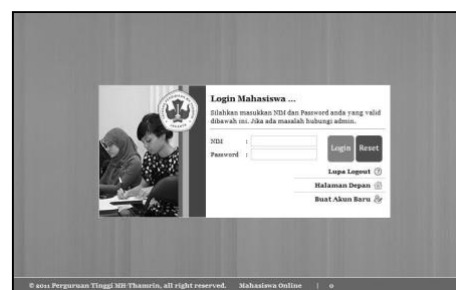 Login Mahasiswa ...
Silahkan masukkan NIM dan Password anda yang valid
dibawah ini. Jika ada masalah hubungi admin.
NIM :
Password :
Login Reset
Lupa Logout
Halaman Depan
Buat Akun Baru
© 2011 Perguruan Tinggi MH Thamrin, all right reserved. Mahasiswa Online | 0